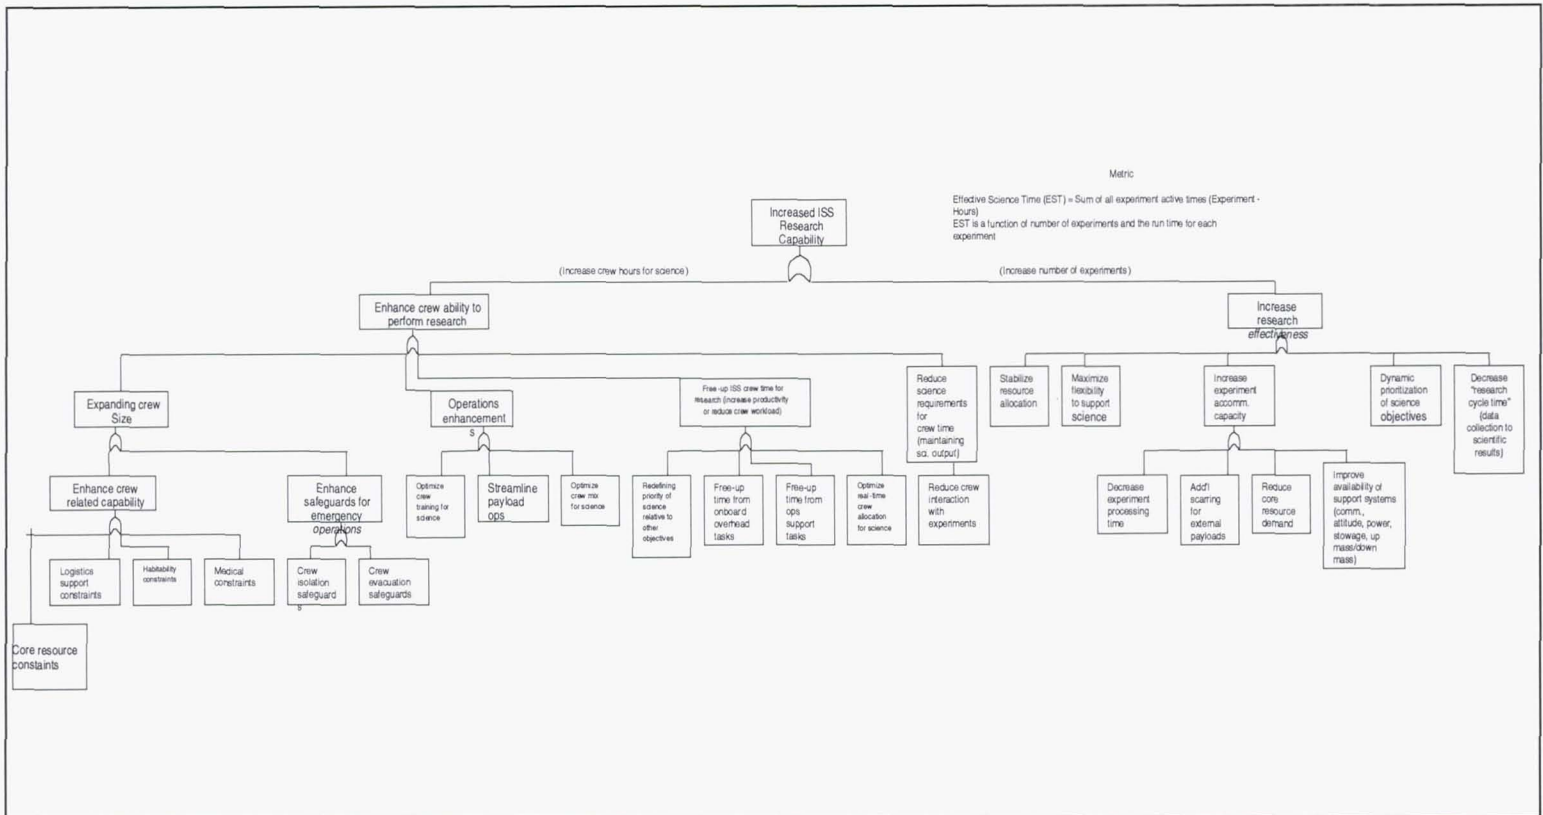 Metric
Effective Science Time (EST) = Sum of all experiment active times (Experiment -
Hours)
EST is a function of number of experiments and the run time for each
experiment
Increased ISS
Research
Capability
(Increase crew hours for science)
(Increase number of experiments)
Enhance crew ability to
perform research
Increase
research
effectiveness
Expanding crew
Size
Operations
enhancement
s
Free-up ISS crew time for
research (increase productivity
or reduce crew workload)
Reduce
science
requirements
for
crew time
(maintaining
sci. output)
Stabilize
resource
allocation
Maximize
flexibility
to support
science
Increase
experiment
accomm.
capacity
Dynamic
prioritization
of science
objectives
Decrease
"research
cycle time"
(data
collection to
scientific
results)
Enhance crew
related capability
Enhance
safeguards for
emergency
operations
Optimize
crew
training for
science
Streamline
payload
ops
Optimize
crew mix
for science
Redefining
priority of
science
relative to
other
objectives
Free-up
time from
onboard
overhead
tasks
Free-up
time from
ops
support
tasks
Optimize
real-time
crew
allocation
for science
Reduce crew
interaction
with
experiments
Decrease
experiment
processing
time
Add'l
scarring
for
external
payloads
Reduce
core
resource
demand
Improve
availability of
support systems
(comm.,
attitude, power,
stowage, up
mass/down
mass)
Logistics
support
constraints
Habitability
constraints
Medical
constraints
Crew
isolation
safeguard
s
Crew
evacuation
safeguards
Core resource
constaints